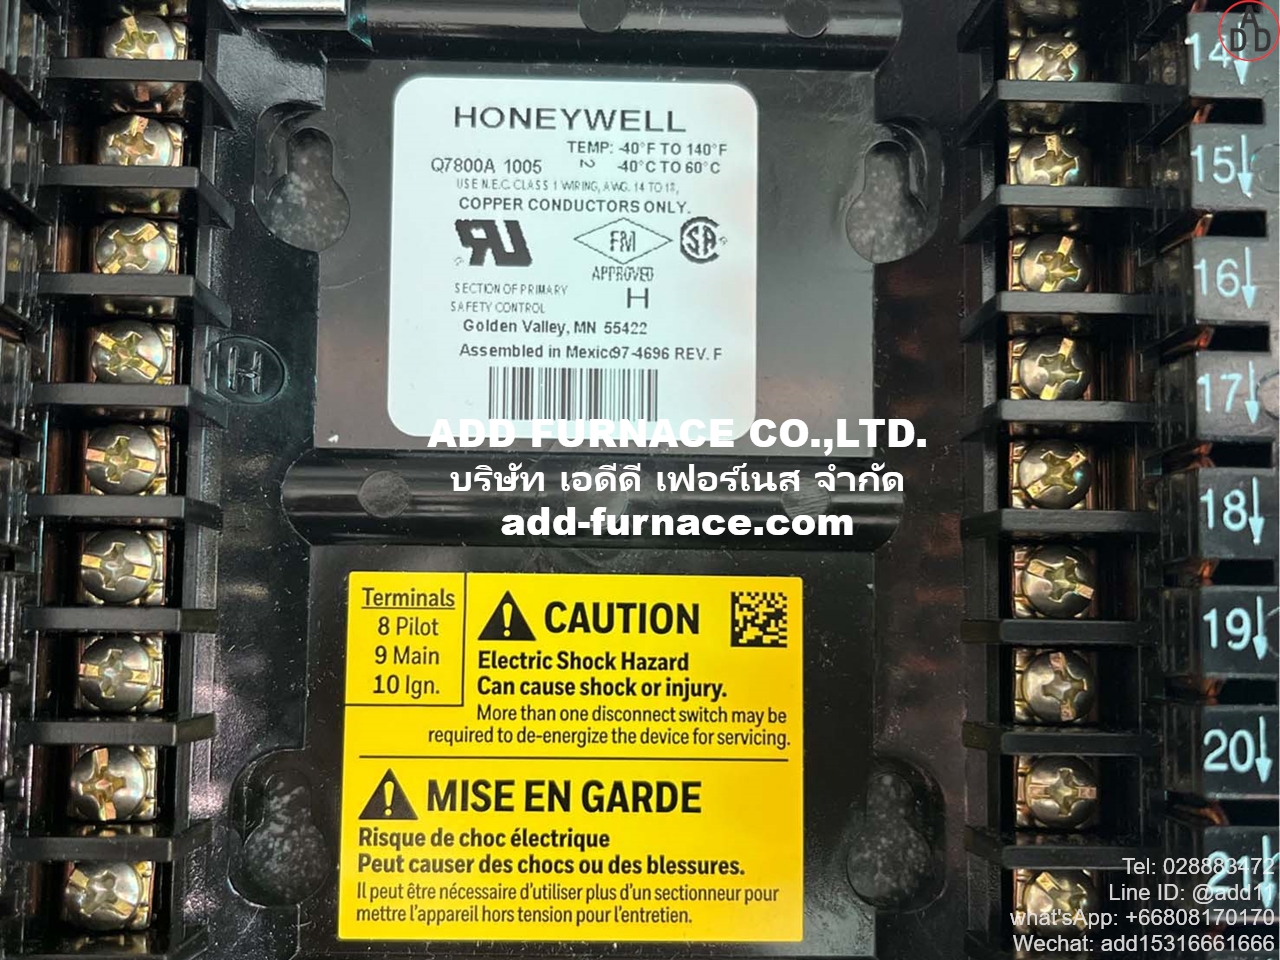 HONEYWELL
TEMP: -40°F TO 140°F
Q7800A 1005 -40°C TO 60°C
USE N.E.C. CLASS 1 WIRING, AWG. 14 TO 18,
COPPER CONDUCTORS ONLY.
FM
SA
APPROVED
SECTION OF PRIMARY
SAFETY CONTROL
H
Golden Valley, MN 55422
Assembled in Mexico 97-4696 REV. F
H
ADD FURNACE CO.,LTD.
บริษัท เอดีดี เฟอร์เนส จำกัด
add-furnace.com
Terminals
8 Pilot
9 Main
10 Ign.
CAUTION
Electric Shock Hazard
Can cause shock or injury.
More than one disconnect switch may be
required to de-energize the device for servicing.
MISE EN GARDE
Risque de choc électrique
Peut causer des chocs ou des blessures.
Il peut être nécessaire d'utiliser plus d'un sectionneur pour
mettre l'appareil hors tension pour l'entretien.
ADD
14
15
16
17
18
19
20
21
Tel: 028883472
Line ID: @add11
what'sApp: +66808170170
Wechat: add15316661666